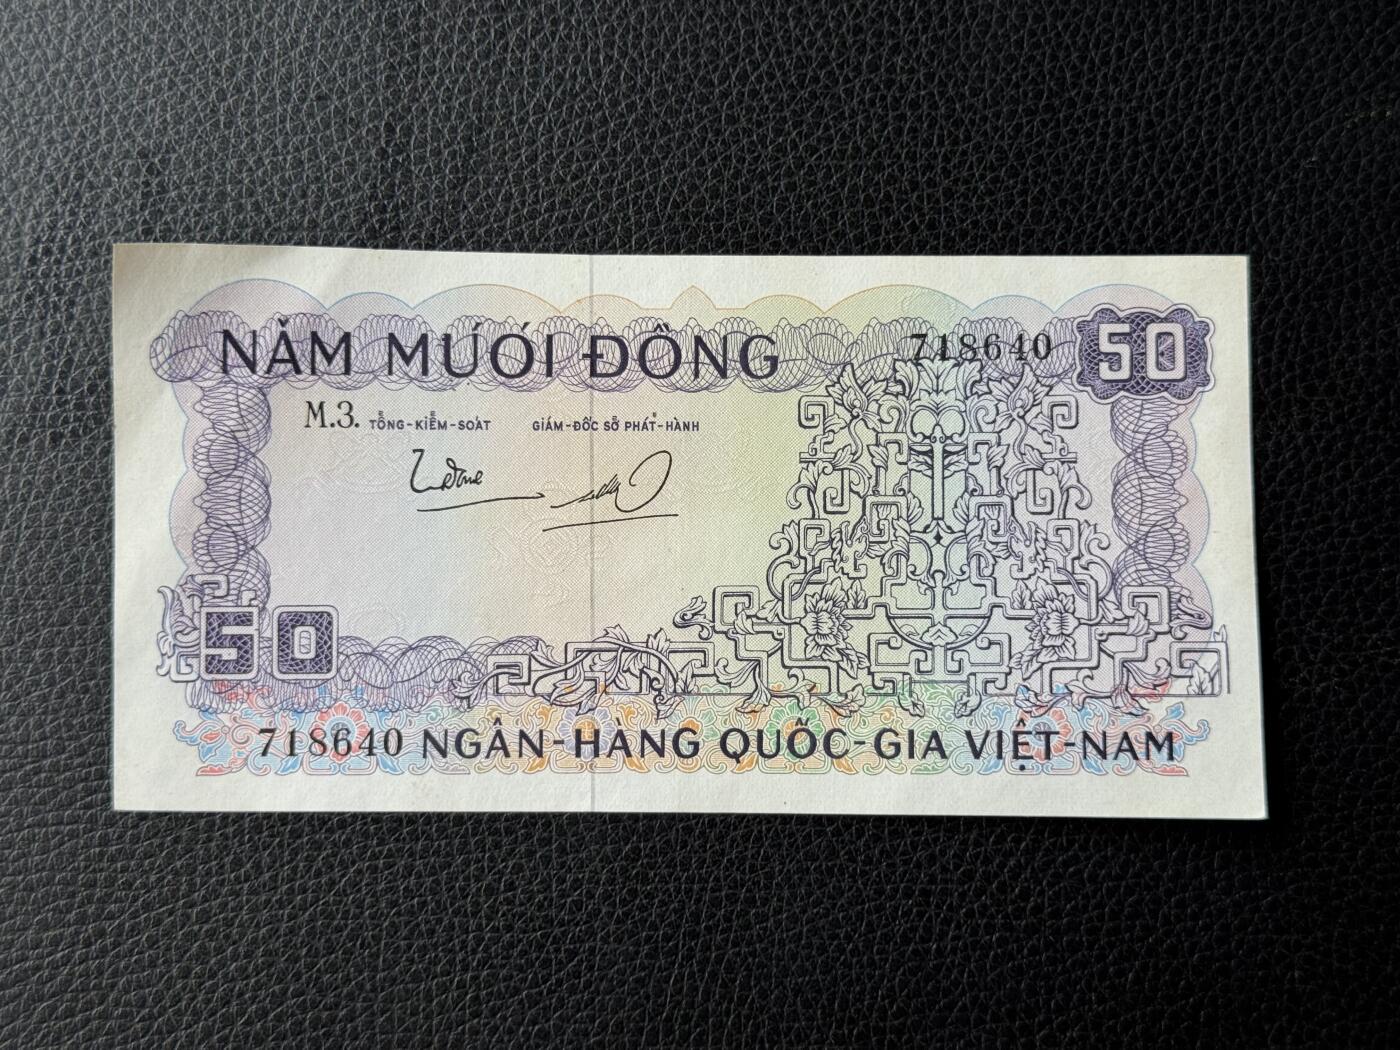 NĂM MƯƠI ĐỒNG
718640
50
M.3.
TỔNG-KIỂM-SOÁT
GIÁM-ĐỐC SỞ PHÁT-HÀNH
50
718640
NGÂN-HÀNG QUỐC-GIA VIỆT-NAM